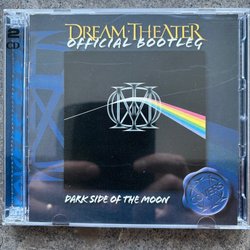 DREAM THEATER
OFFICIAL BOOTLEG
DARK SIDE OF THE MOON